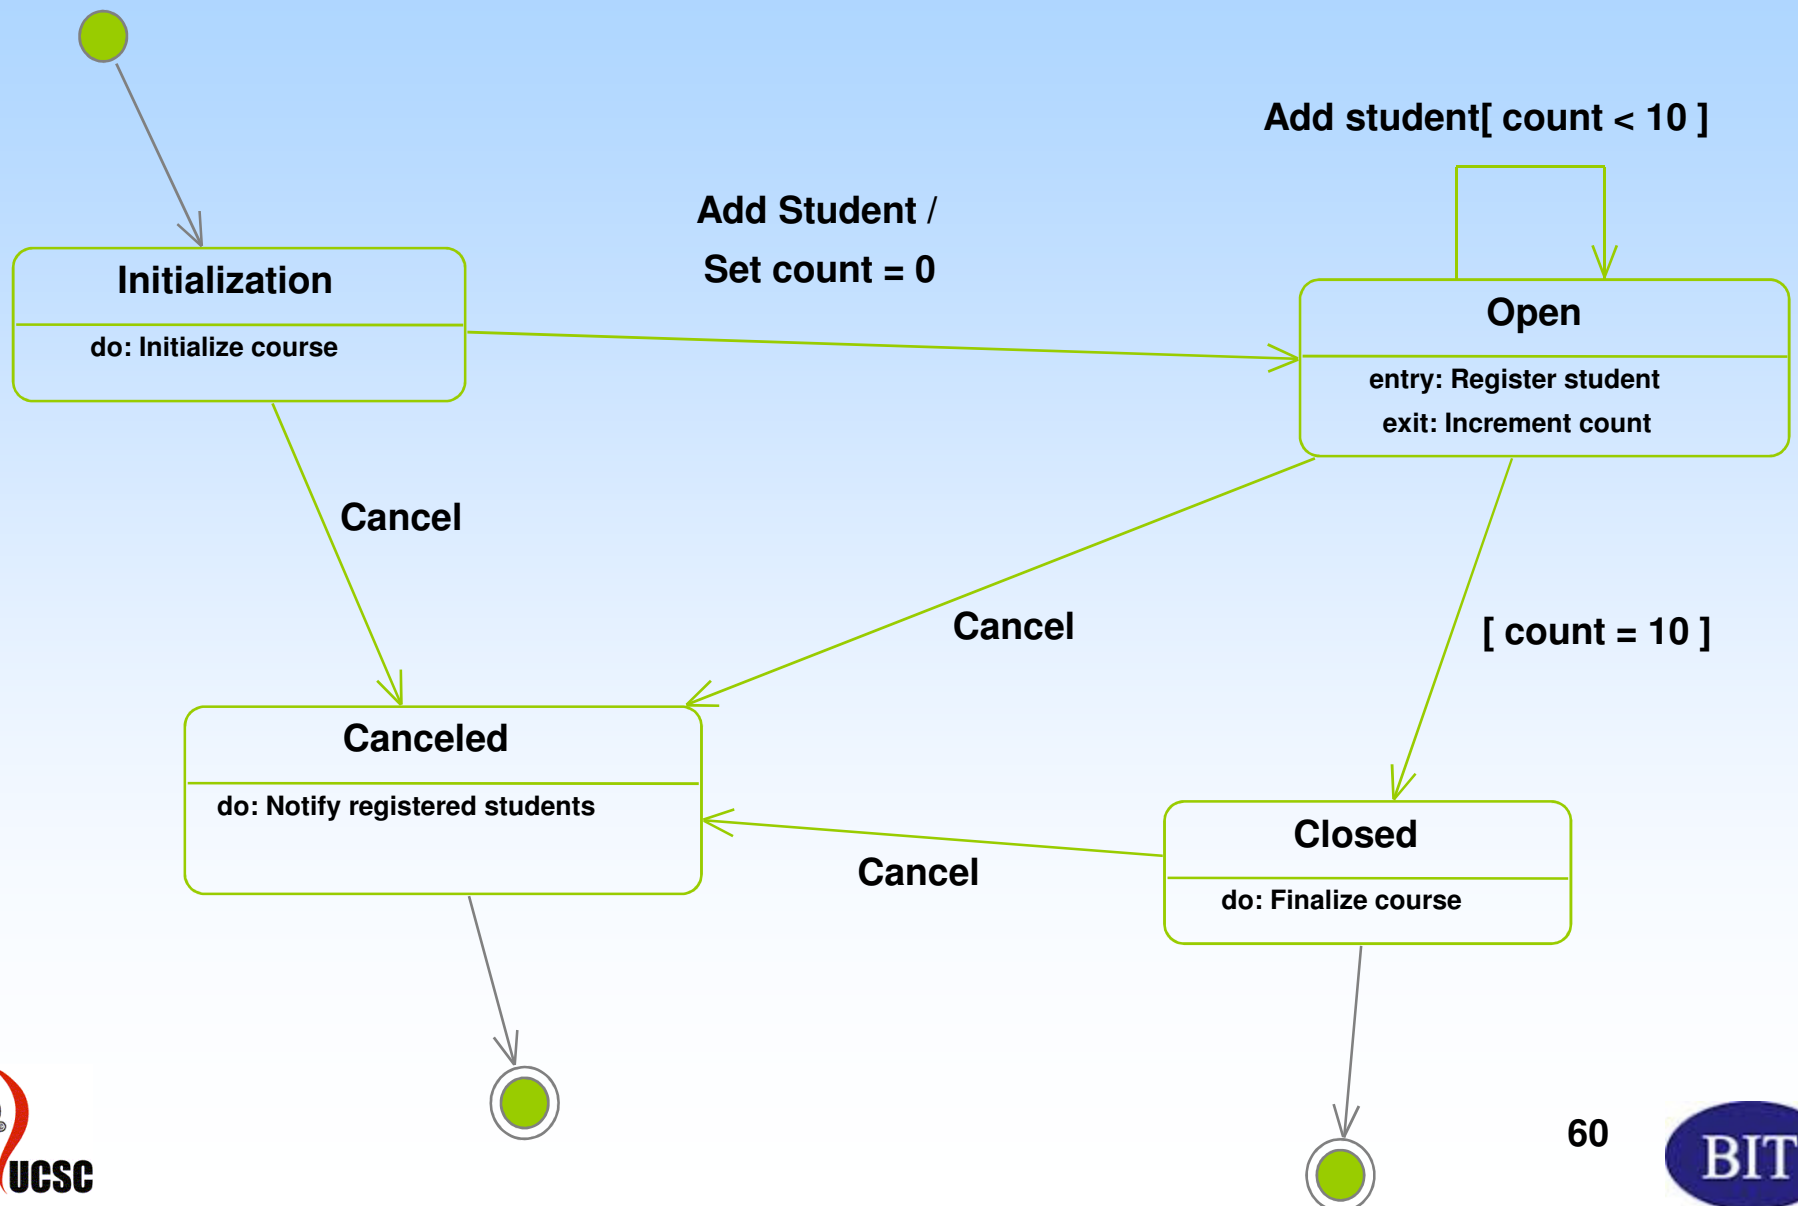 Add student[ count < 10 ]
Add Student /
Set count = 0
Initialization
do: Initialize course
Open
entry: Register student
exit: Increment count
Cancel
Cancel
[ count = 10 ]
Canceled
do: Notify registered students
Cancel
Closed
do: Finalize course
60
UCSC
BIT